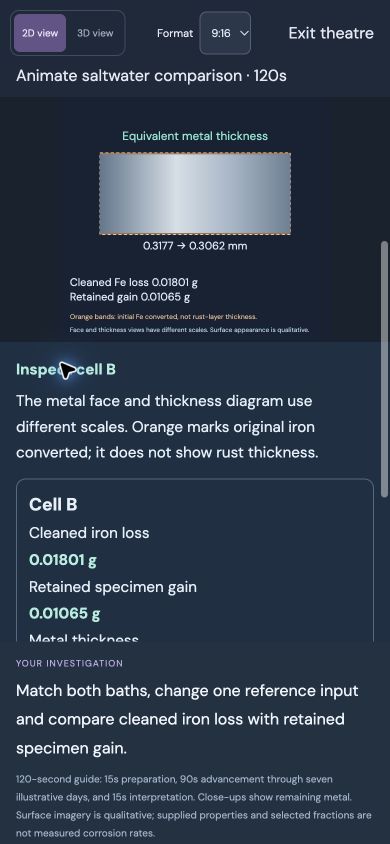 2D view
3D view
Format
9:16
Exit theatre
Animate saltwater comparison · 120s
Equivalent metal thickness
0.3177 → 0.3062 mm
Cleaned Fe loss 0.01801 g
Retained gain 0.01065 g
Orange bands: initial Fe converted, not rust-layer thickness.
Face and thickness views have different scales. Surface appearance is qualitative.
Inspect cell B
The metal face and thickness diagram use
different scales. Orange marks original iron
converted; it does not show rust thickness.
Cell B
Cleaned iron loss
0.01801 g
Retained specimen gain
0.01065 g
Metal thickness
YOUR INVESTIGATION
Match both baths, change one reference input
and compare cleaned iron loss with retained
specimen gain.
120-second guide: 15s preparation, 90s advancement through seven
illustrative days, and 15s interpretation. Close-ups show remaining metal.
Surface imagery is qualitative; supplied properties and selected fractions are
not measured corrosion rates.